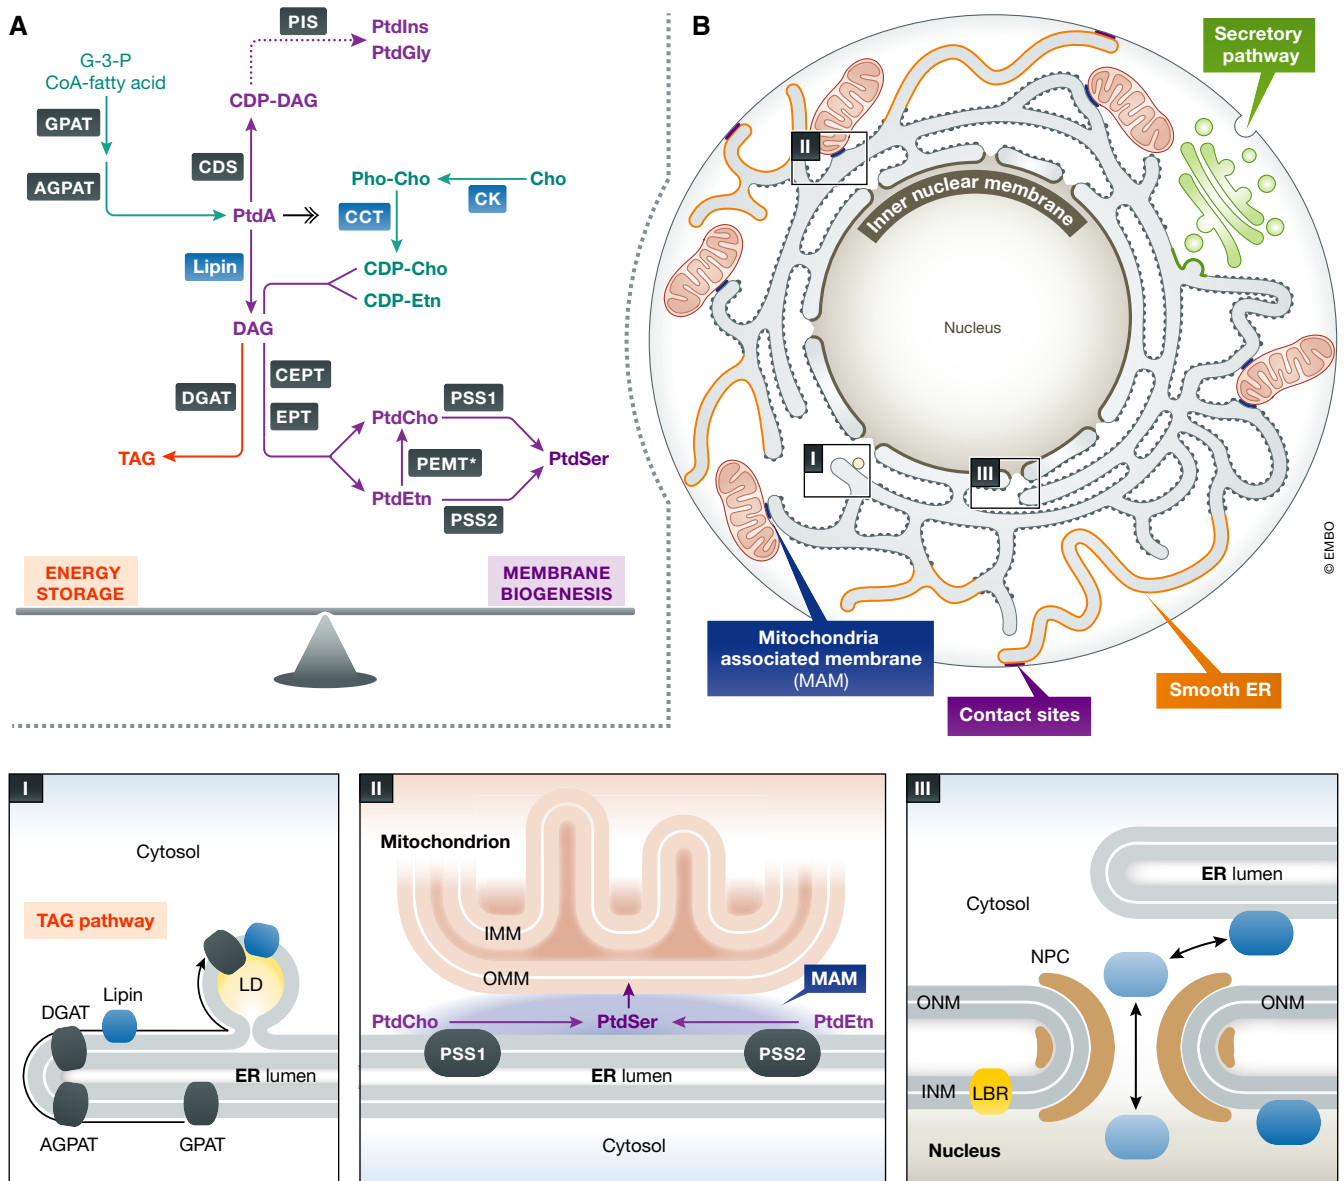 A
PIS
PtdIns
PtdGly
G-3-P
CoA-fatty acid
CDP-DAG
GPAT
CDS
AGPAT
Pho-Cho
Cho
CK
CCT
PtdA
Lipin
CDP-Cho
CDP-Etn
DAG
CEPT
DGAT
EPT
PtdCho
PSS1
TAG
PEMT*
PtdSer
PtdEtn
PSS2
ENERGY
STORAGE
MEMBRANE
BIOGENESIS
B
Secretory
pathway
II
Inner nuclear membrane
Nucleus
I
III
Mitochondria
associated membrane
(MAM)
Contact sites
Smooth ER
© EMBO
I
Cytosol
TAG pathway
LD
DGAT
Lipin
ER lumen
AGPAT
GPAT
II
Mitochondrion
IMM
OMM
MAM
PtdCho
PtdSer
PtdEtn
PSS1
PSS2
ER lumen
Cytosol
III
ER lumen
Cytosol
NPC
ONM
ONM
INM
LBR
Nucleus